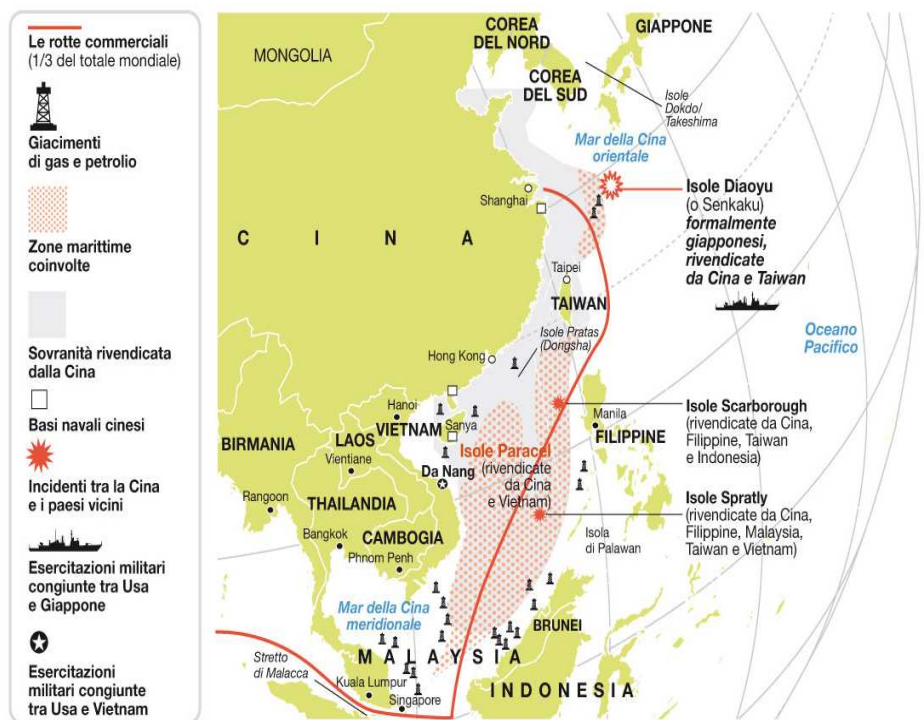 Le rotte commerciali
(1/3 del totale mondiale)
Giacimenti
di gas e petrolio
Zone marittime
coinvolte
Sovranità rivendicata
dalla Cina
Basi navali cinesi
Incidenti tra la Cina
e i paesi vicini
Esercitazioni militari
congiunte tra Usa
e Giappone
Esercitazioni
militari congiunte
tra Usa e Vietnam
MONGOLIA
COREA
DEL NORD
GIAPPONE
COREA
DEL SUD
Isole
Dokdo/
Takeshima
Mar della Cina
orientale
Shanghai
Isole Diaoyu
(o Senkaku)
formalmente
giapponesi,
rivendicate
da Cina e Taiwan
CINA
Taipei
TAIWAN
Oceano
Pacifico
Isole Pratas
(Dongsha)
Hong Kong
Hanoi
VIETNAM
Sanya
Manila
FILIPPINE
Isole Scarborough
(rivendicate da Cina,
Filippine, Taiwan
e Indonesia)
BIRMANIA
LAOS
Vientiane
Isole Paracel
(rivendicate
da Cina
e Vietnam)
Da Nang
Rangoon
THAILANDIA
Isole Spratly
(rivendicate da Cina,
Filippine, Malaysia,
Taiwan e Vietnam)
Bangkok
CAMBOGIA
Phnom Penh
Isola
di Palawan
Mar della Cina
meridionale
BRUNEI
Stretto
di Malacca
MALAYSIA
Kuala Lumpur
Singapore
INDONESIA